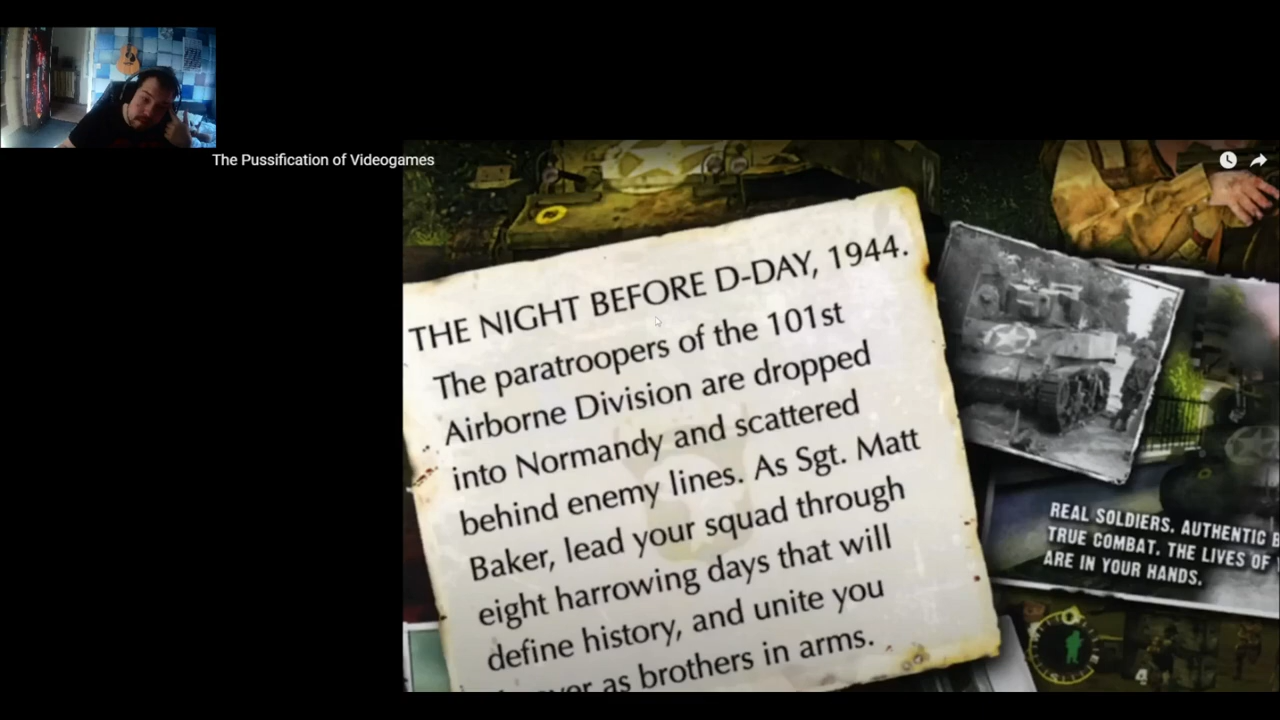 The Pussification of Videogames
THE NIGHT BEFORE D-DAY, 1944.
The paratroopers of the 101st
Airborne Division are dropped
into Normandy and scattered
behind enemy lines. As Sgt. Matt
Baker, lead your squad through
eight harrowing days that will
define history, and unite you
as brothers in arms.
REAL SOLDIERS. AUTHENTIC
TRUE COMBAT. THE LIVES OF
ARE IN YOUR HANDS.
4